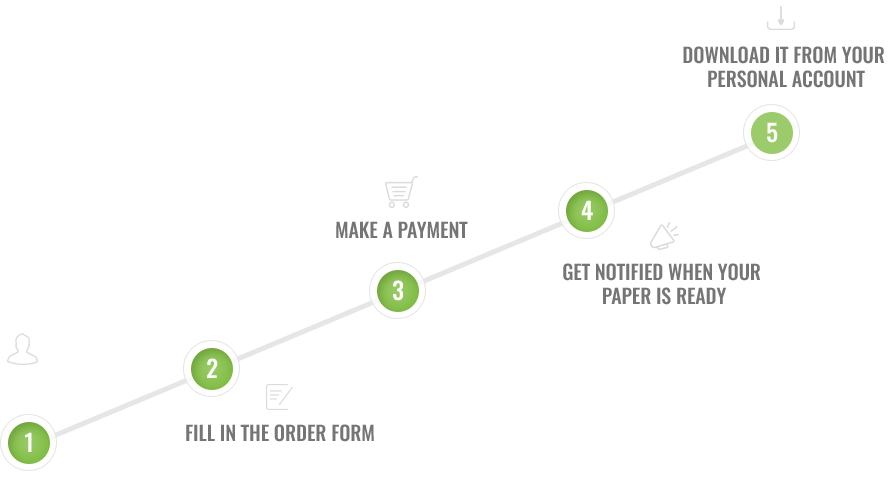 DOWNLOAD IT FROM YOUR
PERSONAL ACCOUNT
5
4
MAKE A PAYMENT
GET NOTIFIED WHEN YOUR
PAPER IS READY
3
2
FILL IN THE ORDER FORM
1